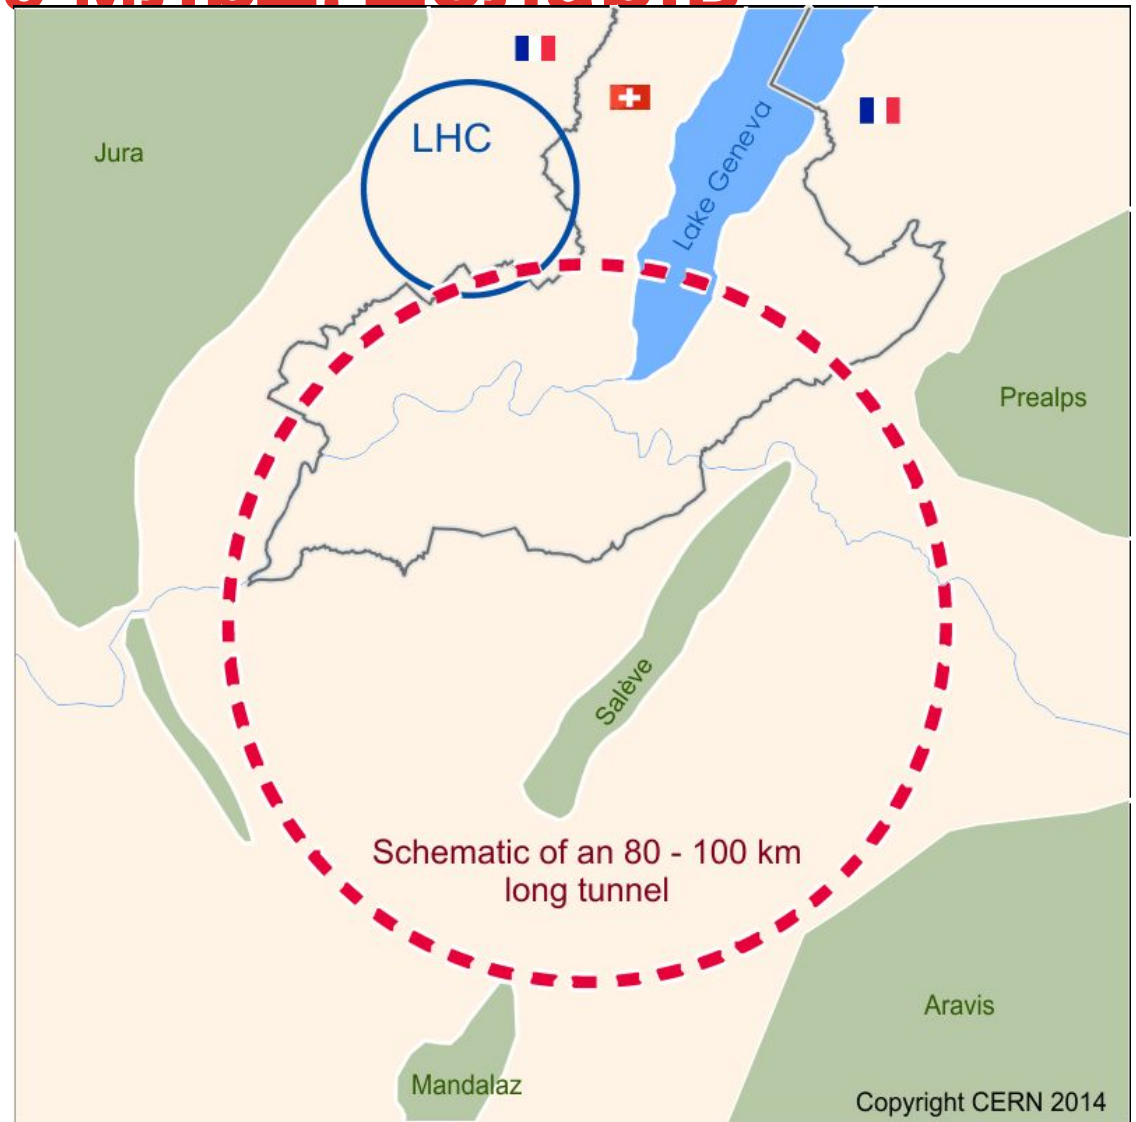 LHC
Jura
Lake Geneva
Prealps
Salève
Schematic of an 80 - 100 km
long tunnel
Aravis
Mandalaz
Copyright CERN 2014